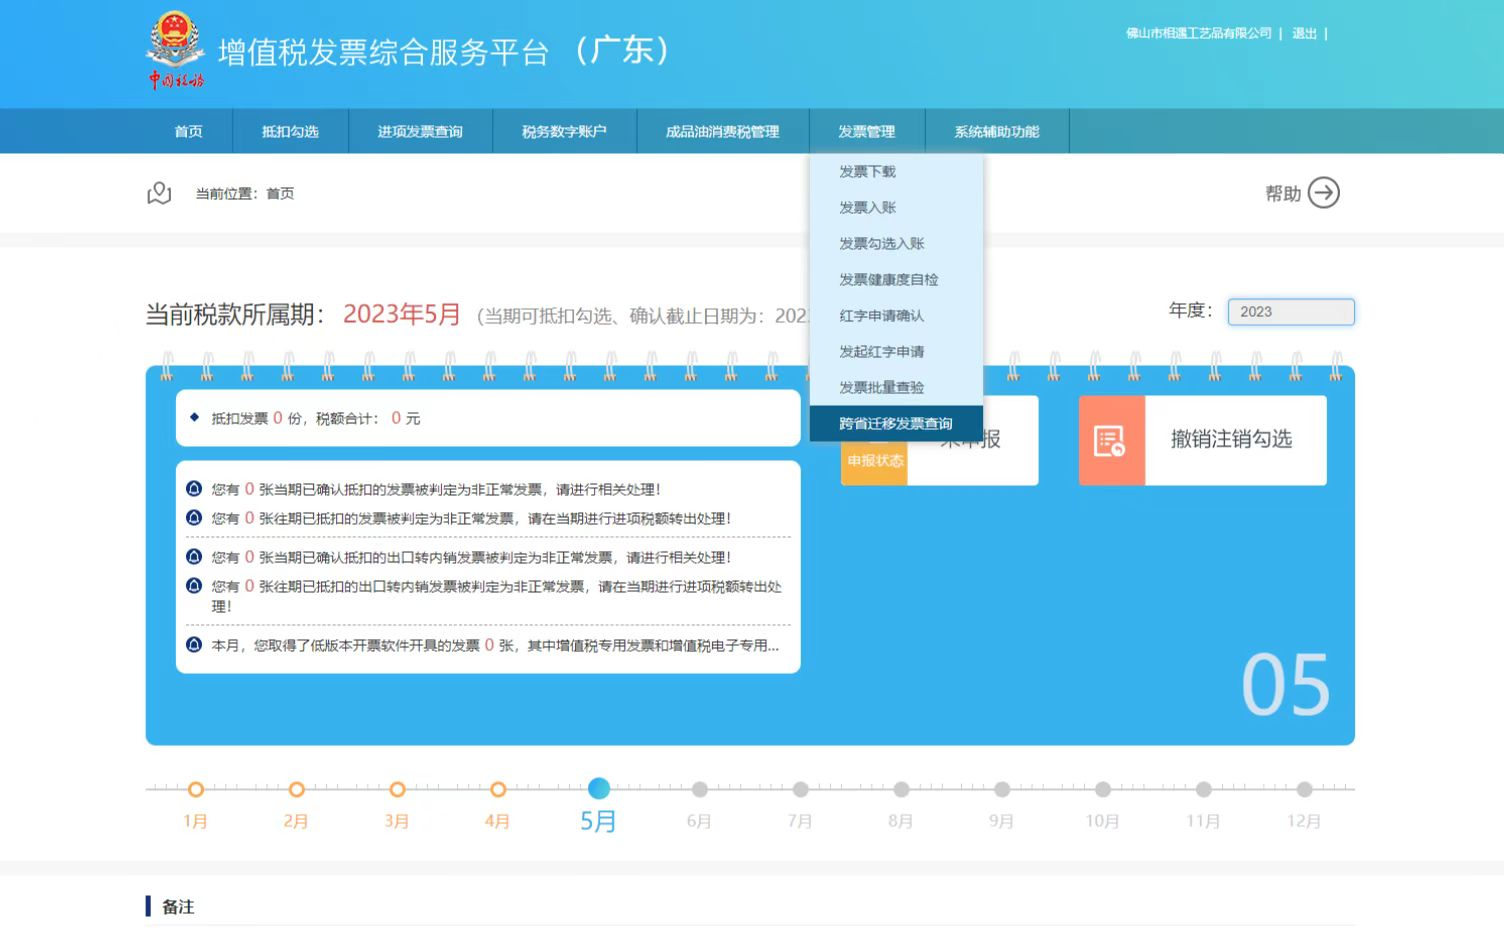 中国税务
增值税发票综合服务平台 （广东）
佛山市相遇工艺品有限公司 | 退出 |
首页 抵扣勾选 进项发票查询 税务数字账户 成品油消费税管理 发票管理 系统辅助功能
当前位置：首页
帮助
发票下载
发票入账
发票勾选入账
发票健康度自检
红字申请确认
发起红字申请
发票批量查验
跨省迁移发票查询
当前税款所属期： 2023年5月 （当期可抵扣勾选、确认截止日期为：202
年度： 2023
抵扣发票 0 份，税额合计： 0 元
申报状态
申报
撤销注销勾选
您有 0 张当期已确认抵扣的发票被判定为非正常发票，请进行相关处理！
您有 0 张往期已抵扣的发票被判定为非正常发票，请在当期进行进项税额转出处理！
您有 0 张当期已确认抵扣的出口转内销发票被判定为非正常发票，请进行相关处理！
您有 0 张往期已抵扣的出口转内销发票被判定为非正常发票，请在当期进行进项税额转出处
理！
本月，您取得了低版本开票软件开具的发票 0 张，其中增值税专用发票和增值税电子专用...
05
1月 2月 3月 4月 5月 6月 7月 8月 9月 10月 11月 12月
备注